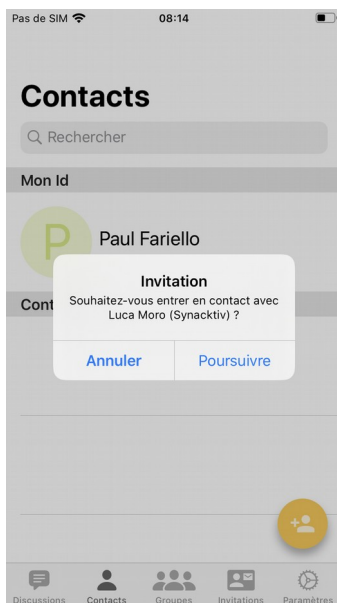 Pas de SIM 08:14
Contacts
Rechercher
Mon Id
P
Paul Fariello
Invitation
Souhaitez-vous entrer en contact avec
Luca Moro (Synacktiv) ?
Cont
Annuler Poursuivre
Discussions Contacts Groupes Invitations Paramètres